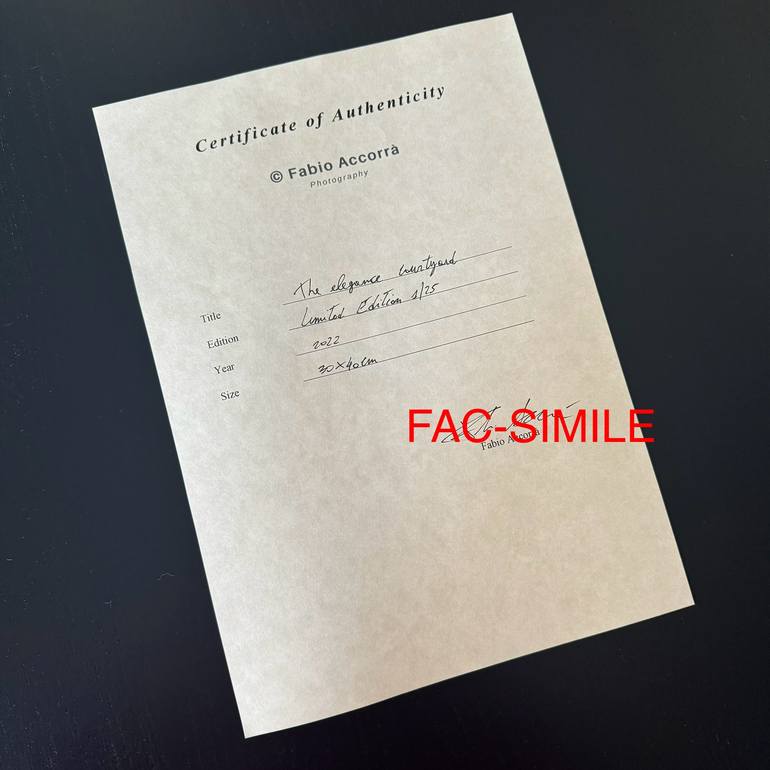 Certificate of Authenticity
© Fabio Accorrà
Photography
Title The elegance courtyard
Edition Limited Edition 1/25
Year 2022
Size 30x40cm
FAC-SIMILE
Fabio Accorrà